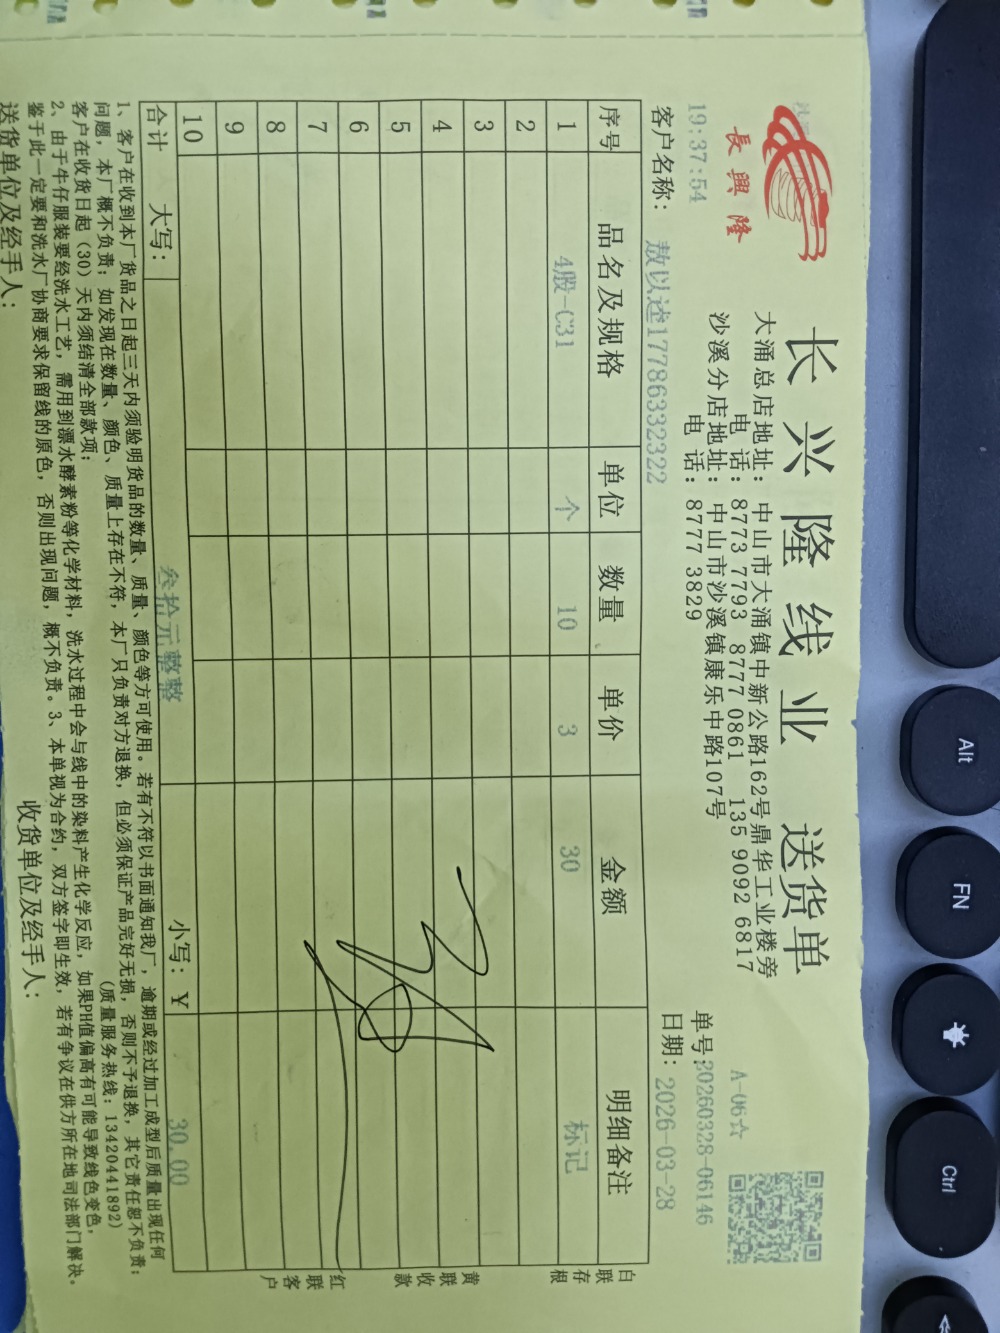 长兴隆线业 送货单
長興隆
大涌总店地址：中山市大涌镇中新公路162号鼎华工业楼旁
电话：8773 7793 8777 0861 135 9092 6817
沙溪分店地址：中山市沙溪镇康乐中路107号
电话：8777 3829
A-06☆
19:37:54
单号:20260328-06146
客户名称：敖以述17786332322
日期：2026-03-28
序号 品名及规格 单位 数量 单价 金额 明细备注
1 4股-C31 个 10 3 30 标记
2
3
4
5
6
7
8
9
10
合计 大写：叁拾元整整 小写：¥ 30.00
白联存根
黄联收款
红联客户
1、客户在收到本厂货品之日起三天内须验明货品的数量、质量、颜色等方可使用。若有不符以书面通知我厂，逾期或经过加工成型后质量出现任何
问题，本厂概不负责；如发现在数量、颜色、质量上存在不符，本厂只负责对方退换，但必须保证产品完好无损，否则不予退换，其它责任恕不负责；
客户在收货日起（30）天内须结清全部款项； （质量服务热线：13420441892）
2、由于牛仔服装要经洗水工艺，需用到漂水酵素粉等化学材料，洗水过程中会与线中的染料产生化学反应，如果PH值偏高有可能导致线色变色，
鉴于此一定要和洗水厂协商要求保留线的原色，否则出现问题，概不负责。3、本单视为合约，双方签字即生效，若有争议在供方所在地司法部门解决。
送货单位及经手人： 收货单位及经手人：
Alt
FN
Ctrl